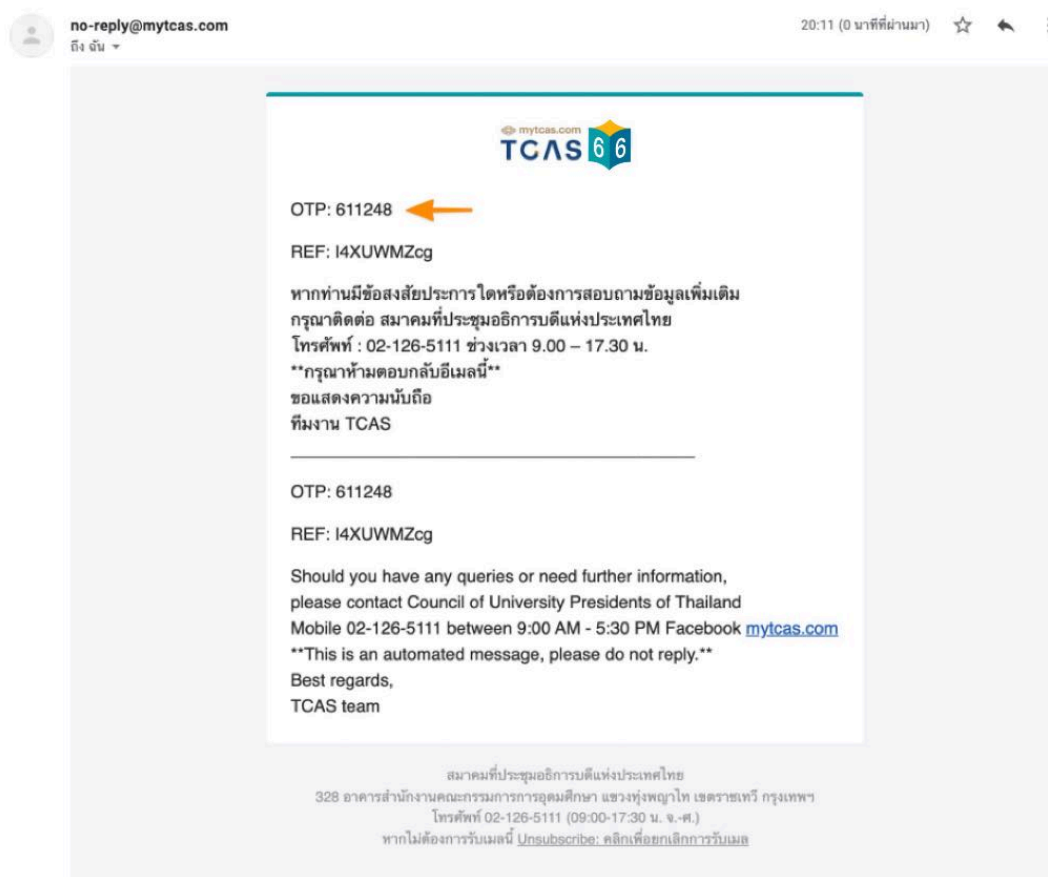 no-reply@mytcas.com
20:11 (0 นาทีที่ผ่านมา)
ถึง ฉัน
mytcas.com
TCAS 66
OTP: 611248
REF: I4XUWMZcg
หากท่านมีข้อสงสัยประการใดหรือต้องการสอบถามข้อมูลเพิ่มเติม
กรุณาติดต่อ สมาคมที่ประชุมอธิการบดีแห่งประเทศไทย
โทรศัพท์ : 02-126-5111 ช่วงเวลา 9.00 – 17.30 น.
**กรุณาห้ามตอบกลับอีเมลนี้**
ขอแสดงความนับถือ
ทีมงาน TCAS
OTP: 611248
REF: I4XUWMZcg
Should you have any queries or need further information,
please contact Council of University Presidents of Thailand
Mobile 02-126-5111 between 9:00 AM - 5:30 PM Facebook mytcas.com
**This is an automated message, please do not reply.**
Best regards,
TCAS team
สมาคมที่ประชุมอธิการบดีแห่งประเทศไทย
328 อาคารสำนักงานคณะกรรมการการอุดมศึกษา แขวงทุ่งพญาไท เขตราชเทวี กรุงเทพฯ
โทรศัพท์ 02-126-5111 (09:00-17:30 น. จ.-ศ.)
หากไม่ต้องการรับเมลนี้ Unsubscribe: คลิกเพื่อยกเลิกการรับเมล